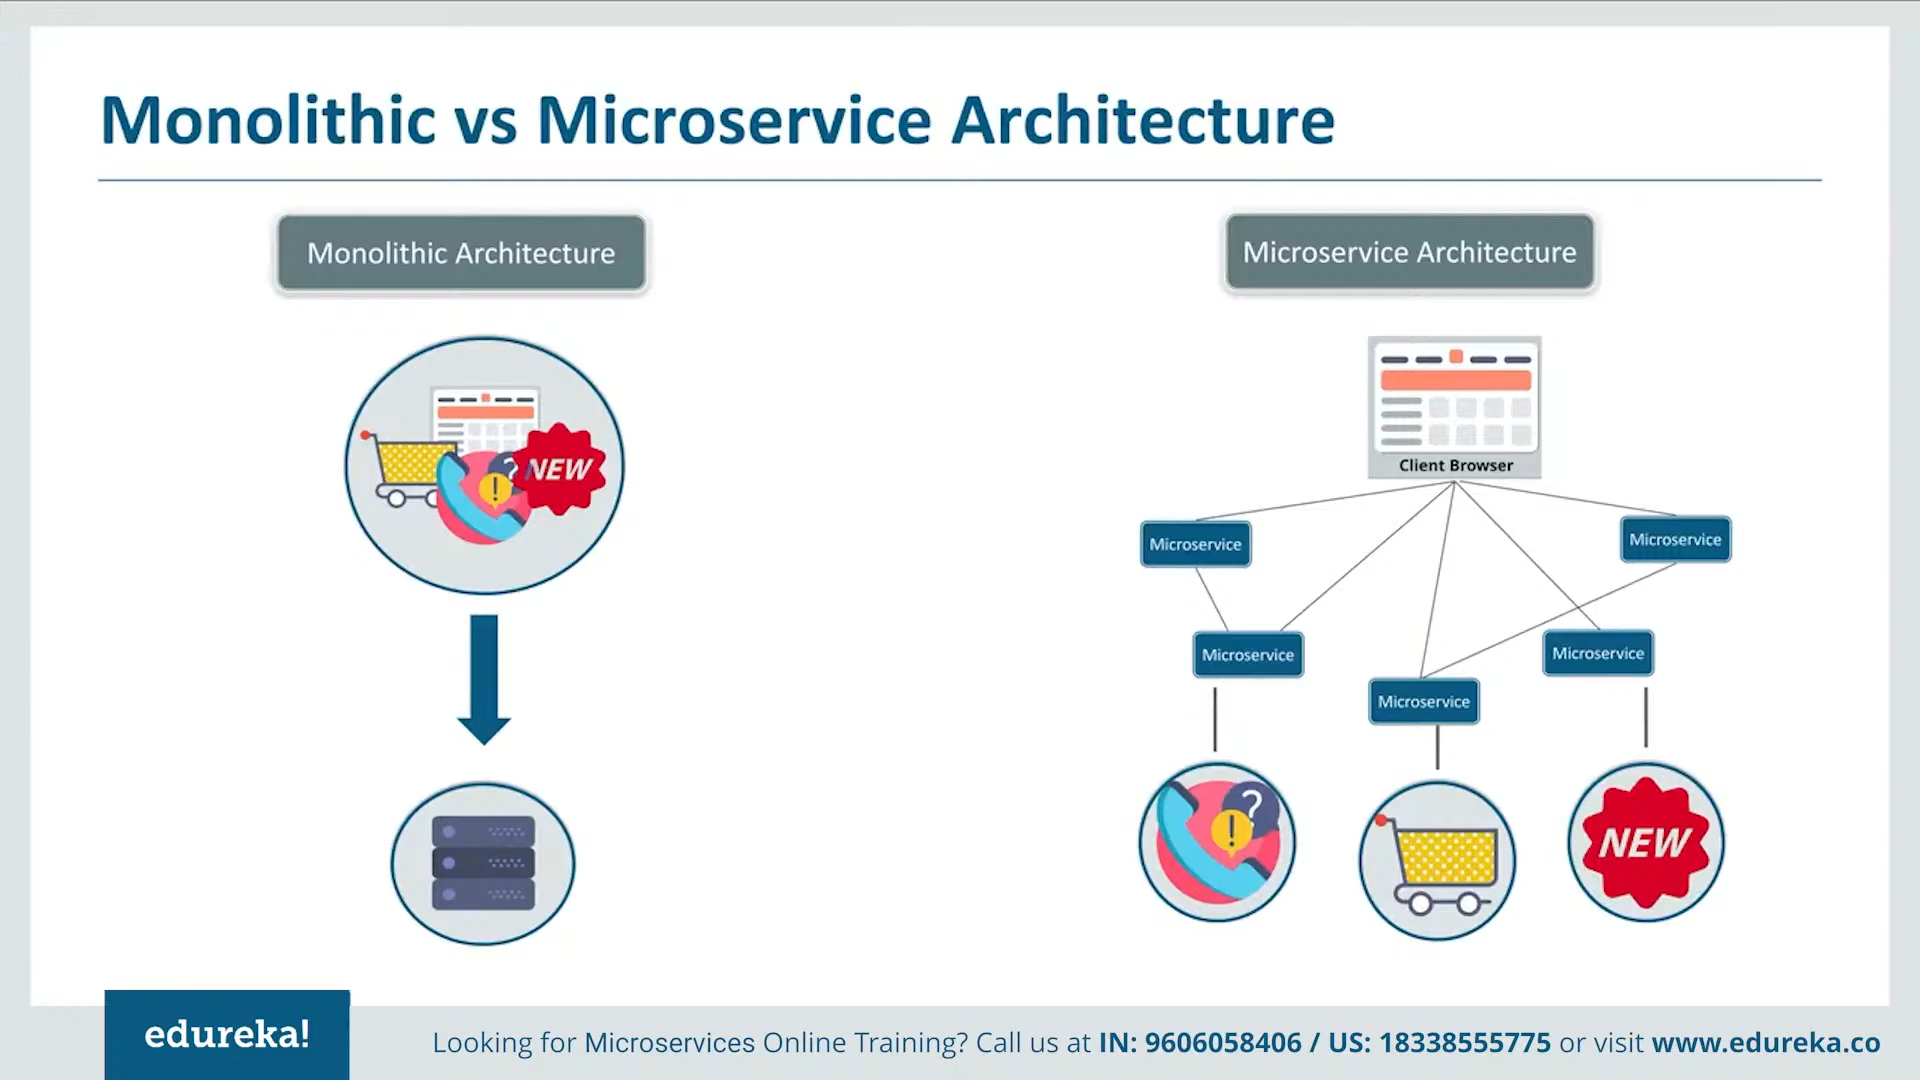 Monolithic vs Microservice Architecture
Monolithic Architecture
Microservice Architecture
?
!
NEW
Client Browser
Microservice
Microservice
Microservice
Microservice
Microservice
?
!
NEW
edureka!
Looking for Microservices Online Training? Call us at IN: 9606058406 / US: 18338555775 or visit www.edureka.co